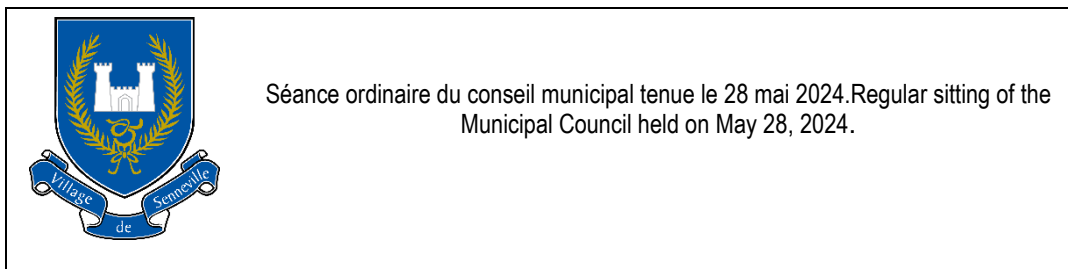 Village
de
Senneville
Séance ordinaire du conseil municipal tenue le 28 mai 2024.Regular sitting of the
Municipal Council held on May 28, 2024.